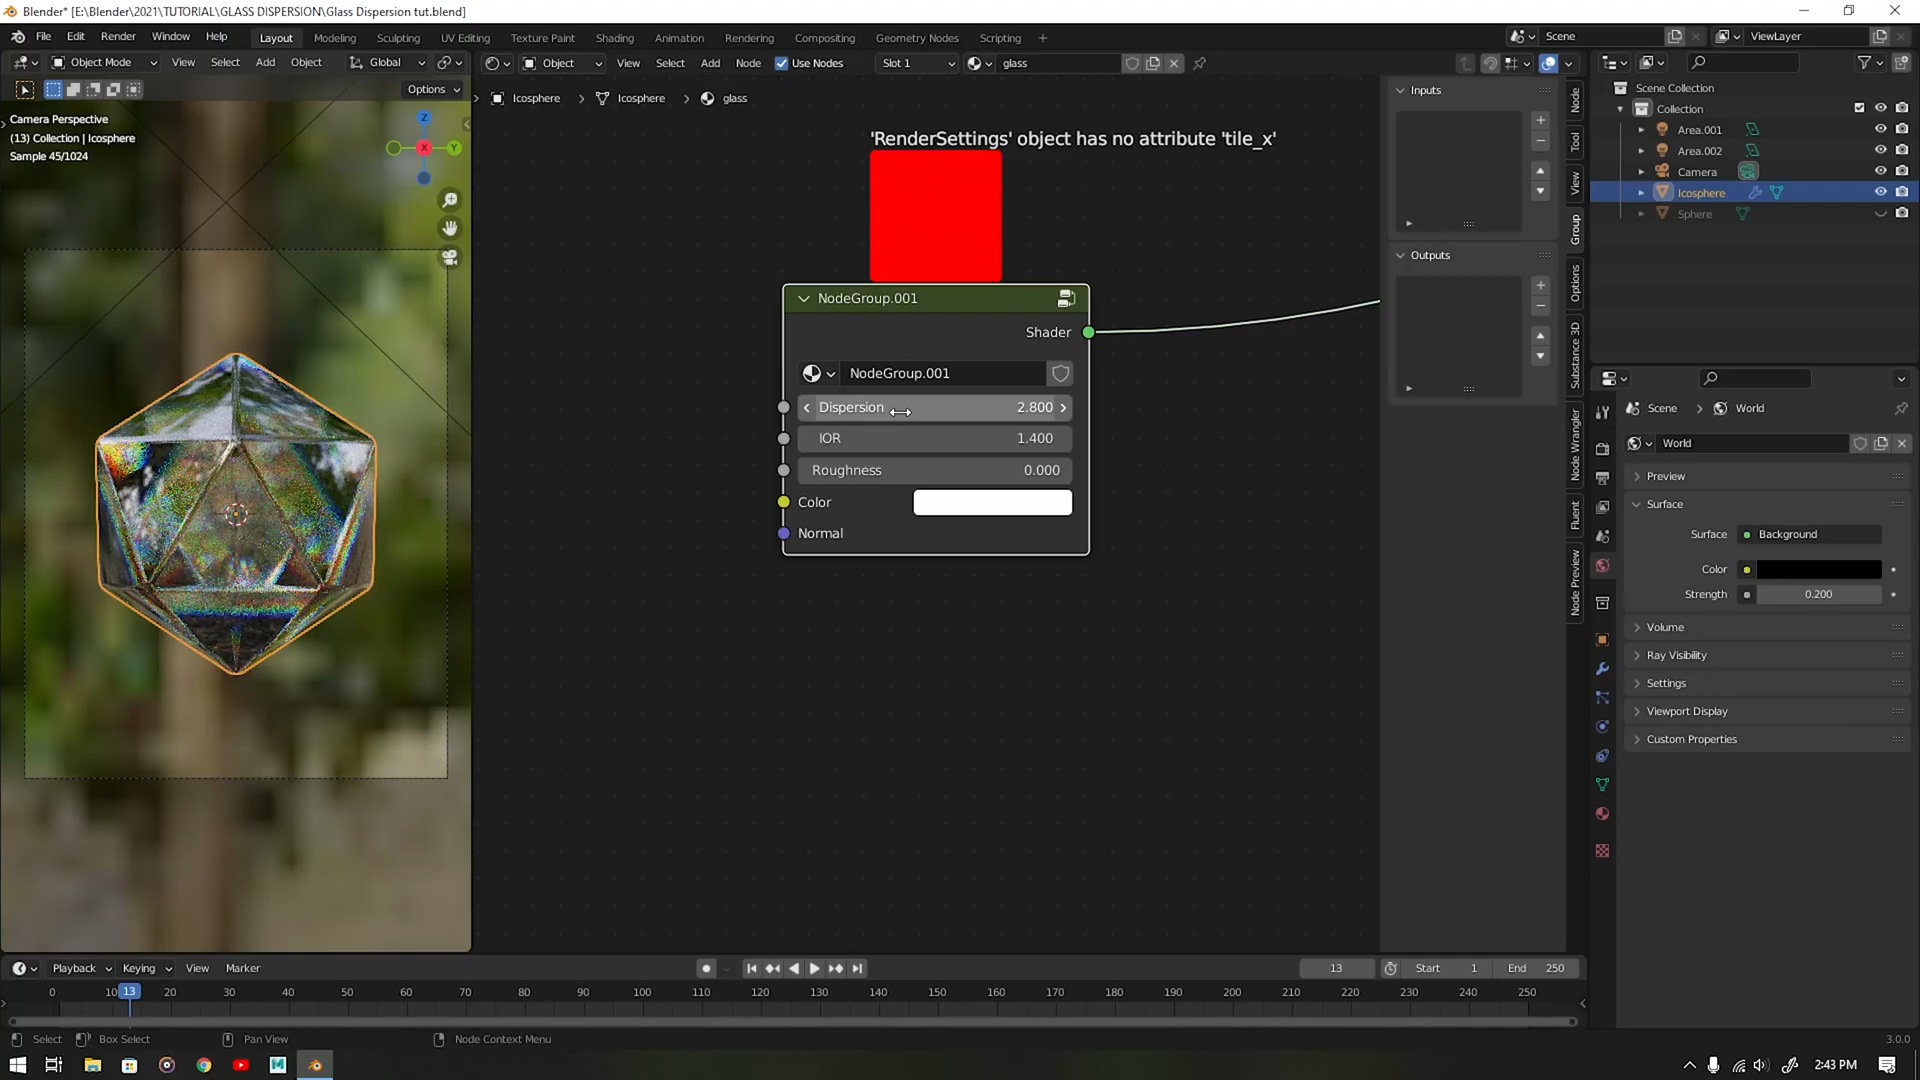 Blender* [E:\Blender\2021\TUTORIAL\GLASS DISPERSION\Glass Dispersion tut.blend]
File Edit Render Window Help Layout Modeling Sculpting UV Editing Texture Paint Shading Animation Rendering Compositing Geometry Nodes Scripting + Scene ViewLayer
Object Mode View Select Add Object Global Object View Select Add Node Use Nodes Slot 1 glass
Options
Icosphere > Icosphere > glass
Camera Perspective
(13) Collection | Icosphere
Sample 45/1024
Z
X
Y
'RenderSettings' object has no attribute 'tile_x'
NodeGroup.001
Shader
NodeGroup.001
Dispersion 2.800
IOR 1.400
Roughness 0.000
Color
Normal
Inputs
Outputs
Node
Tool
View
Group
Options
Substance 3D
Node Wrangler
Fluent
Node Preview
Scene Collection
Collection
Area.001
Area.002
Camera
Icosphere
Sphere
Scene > World
World
Preview
Surface
Surface Background
Color
Strength 0.200
Volume
Ray Visibility
Settings
Viewport Display
Custom Properties
Playback Keying View Marker 13 Start 1 End 250
0 10 13 20 30 40 50 60 70 80 90 100 110 120 130 140 150 160 170 180 190 200 210 220 230 240 250
Select Box Select Pan View Node Context Menu 3.0.0
2:43 PM